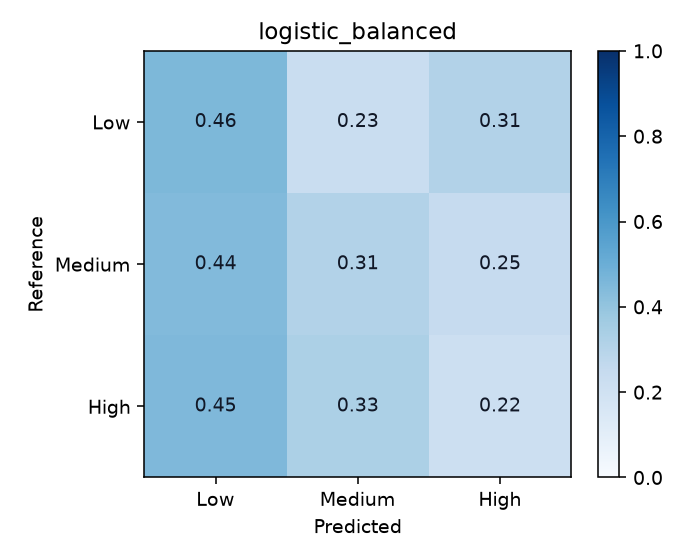 logistic_balanced
1.0
Low 0.46 0.23 0.31
0.8
0.6
Reference
Medium 0.44 0.31 0.25
0.4
High 0.45 0.33 0.22
0.2
0.0
Low Medium High
Predicted